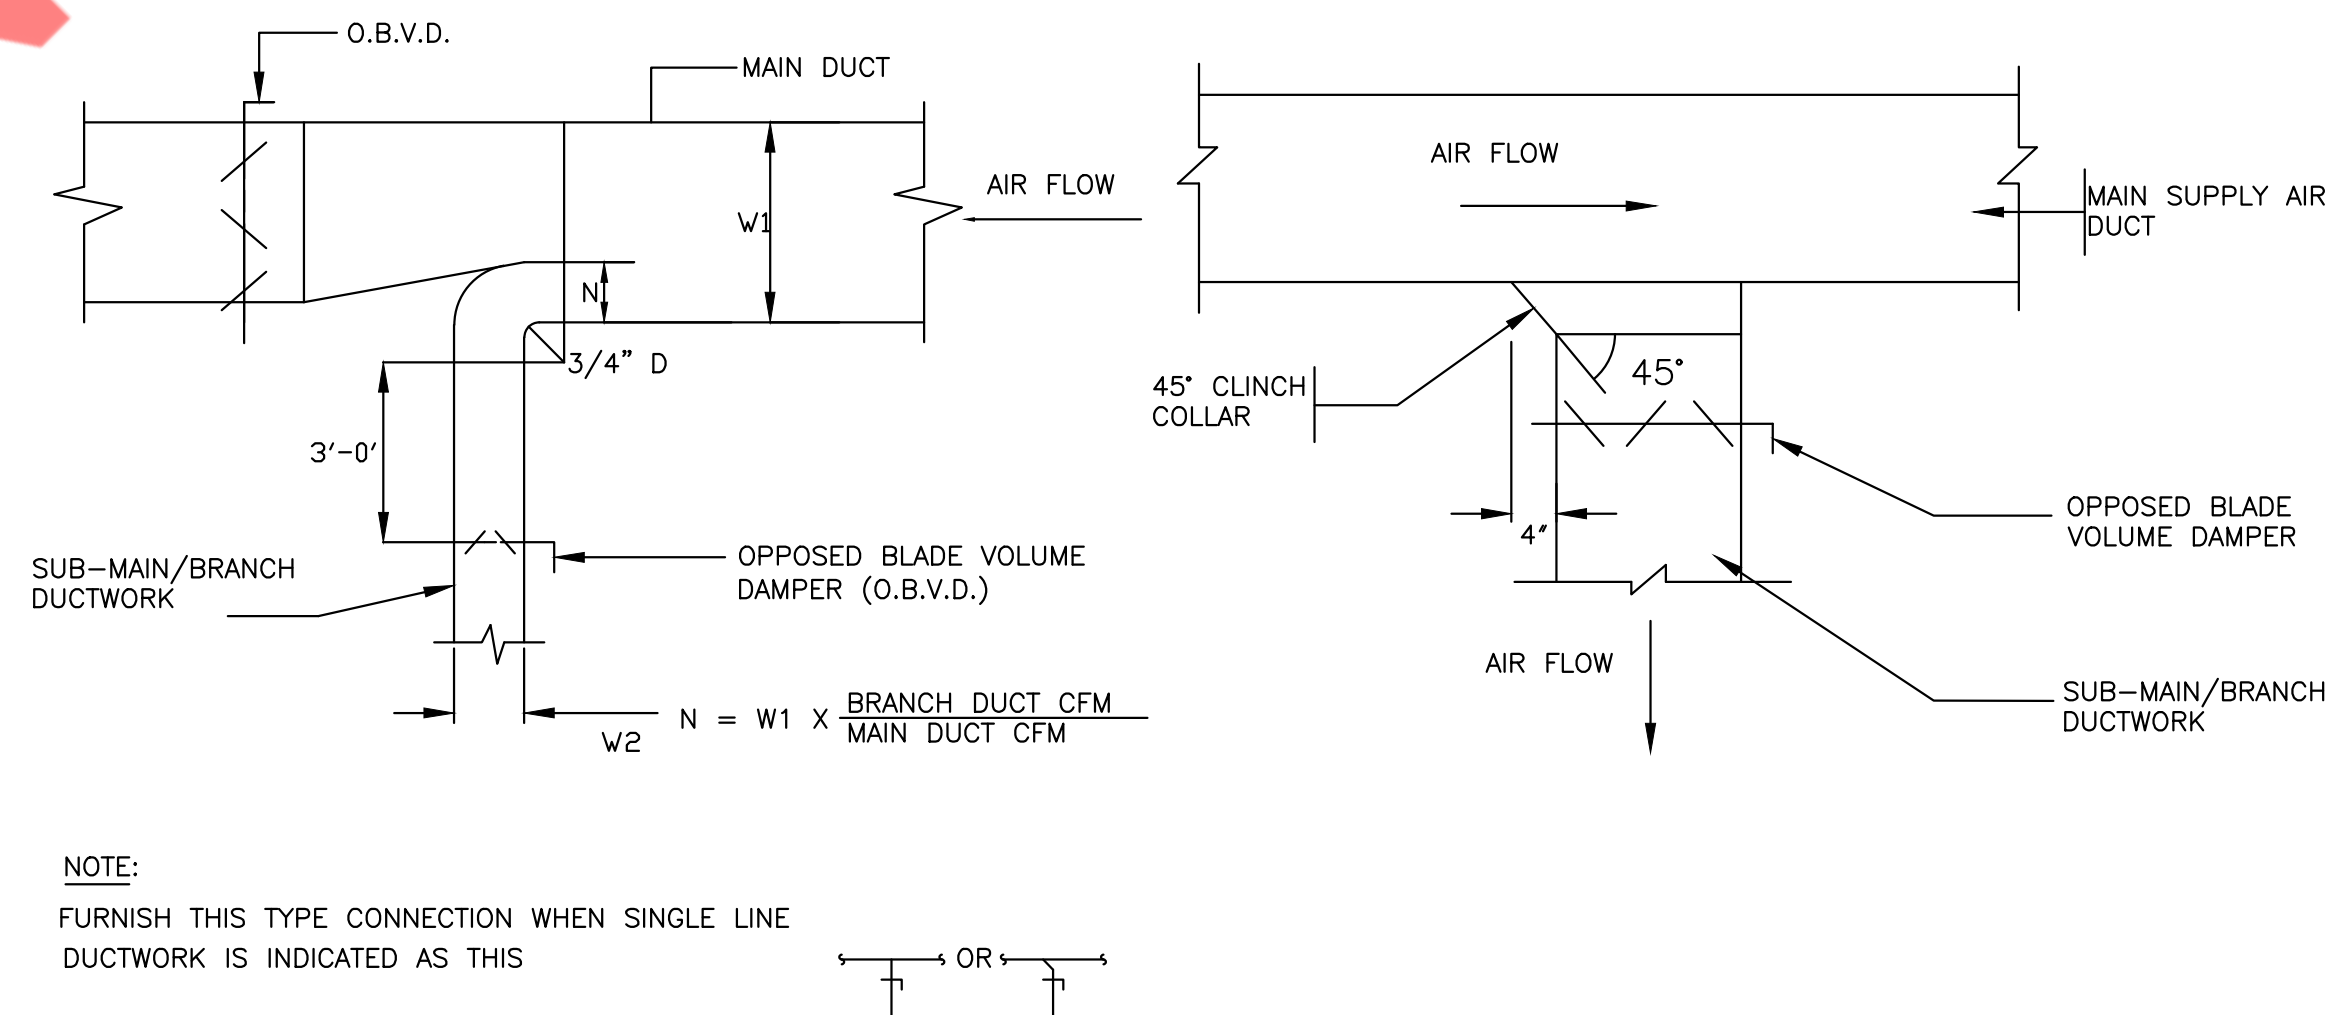 O.B.V.D.
MAIN DUCT
AIR FLOW
W1
N
3/4" D
3'-0'
SUB-MAIN/BRANCH
DUCTWORK
OPPOSED BLADE VOLUME
DAMPER (O.B.V.D.)
W2
N = W1 X BRANCH DUCT CFM
MAIN DUCT CFM
AIR FLOW
MAIN SUPPLY AIR
DUCT
45° CLINCH
COLLAR
45°
4"
OPPOSED BLADE
VOLUME DAMPER
AIR FLOW
SUB-MAIN/BRANCH
DUCTWORK
NOTE:
FURNISH THIS TYPE CONNECTION WHEN SINGLE LINE
DUCTWORK IS INDICATED AS THIS
OR